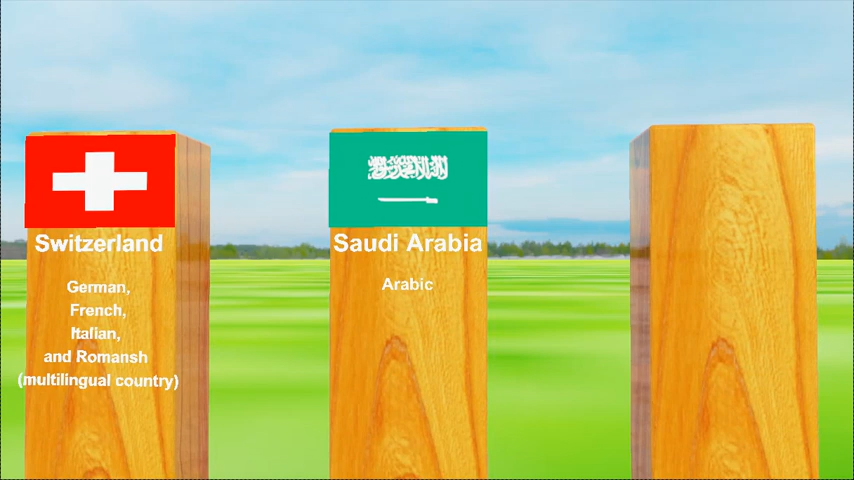 Switzerland
German,
French,
Italian,
and Romansh
(multilingual country)
Saudi Arabia
Arabic